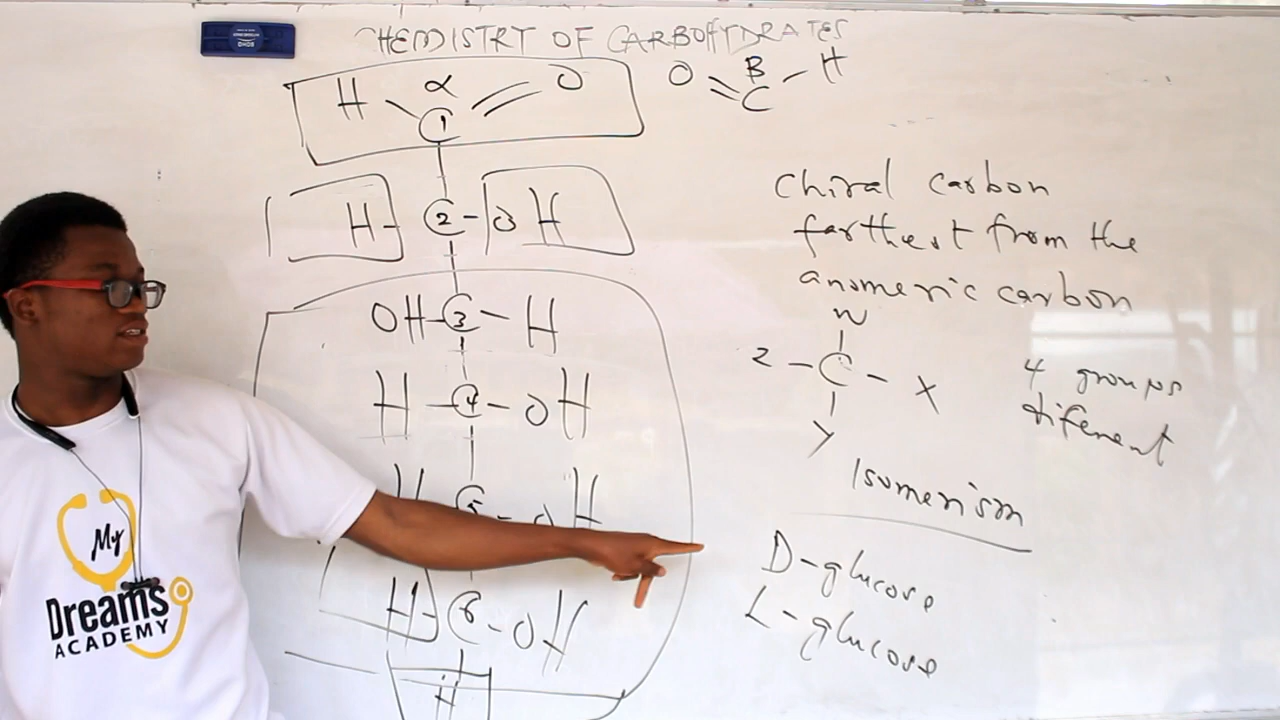 CHEMISTRY OF CARBOHYDRATES
H α O
C 1
O B H
C
H- C 2 -OH
OH- C 3 -H
H- C 4 -OH
H C 5 -OH
H- C 6 -OH
H
Chiral carbon
farthest from the
anomeric carbon
W
Z - C - X
Y
4 groups
different
Isomerism
D-glucose
L-glucose
My
Dreams
ACADEMY